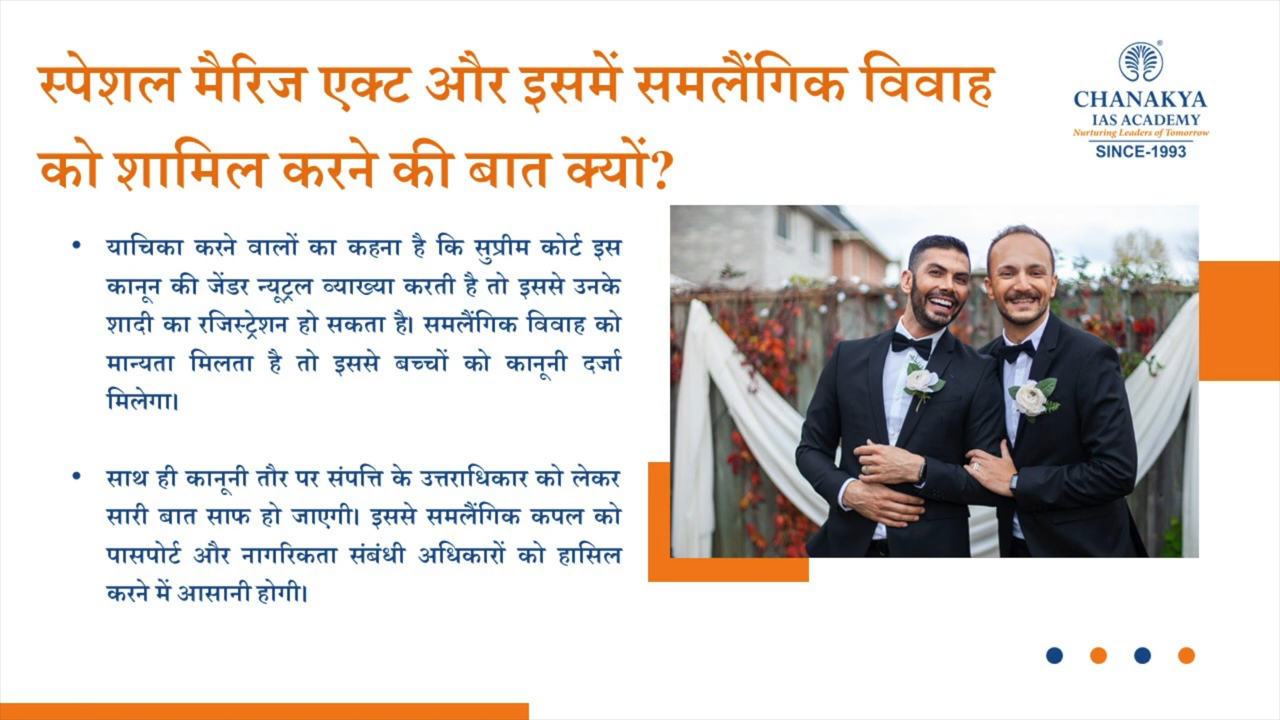 स्पेशल मैरिज एक्ट और इसमें समलैंगिक विवाह
को शामिल करने की बात क्यों?
CHANAKYA
IAS ACADEMY
Nurturing Leaders of Tomorrow
SINCE-1993
• याचिका करने वालों का कहना है कि सुप्रीम कोर्ट इस
कानून की जेंडर न्यूट्रल व्याख्या करती है तो इससे उनके
शादी का रजिस्ट्रेशन हो सकता है। समलैंगिक विवाह को
मान्यता मिलता है तो इससे बच्चों को कानूनी दर्जा
मिलेगा।
• साथ ही कानूनी तौर पर संपत्ति के उत्तराधिकार को लेकर
सारी बात साफ हो जाएगी। इससे समलैंगिक कपल को
पासपोर्ट और नागरिकता संबंधी अधिकारों को हासिल
करने में आसानी होगी।